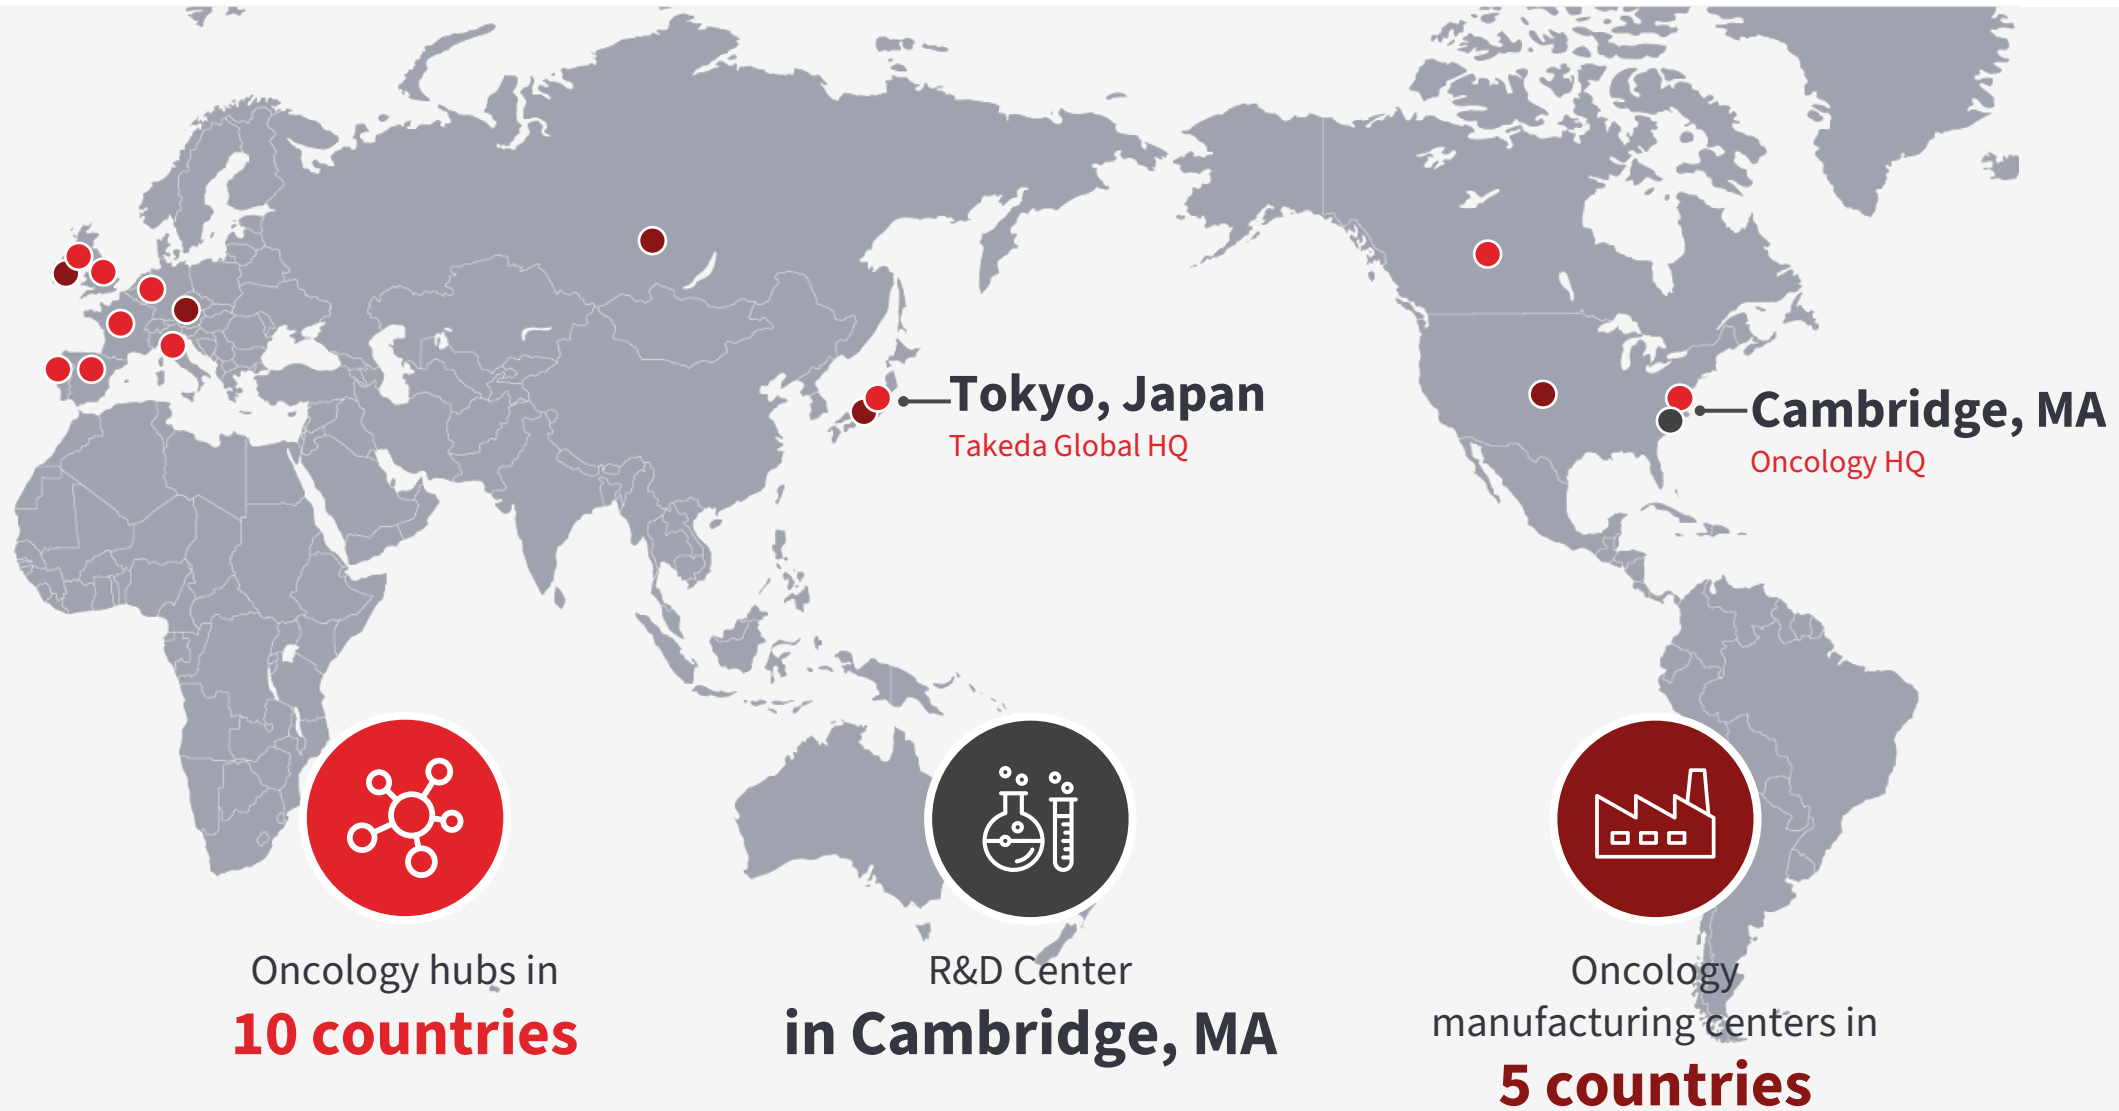 Tokyo, Japan
Takeda Global HQ
Cambridge, MA
Oncology HQ
Oncology hubs in
10 countries
R&D Center
in Cambridge, MA
Oncology
manufacturing centers in
5 countries